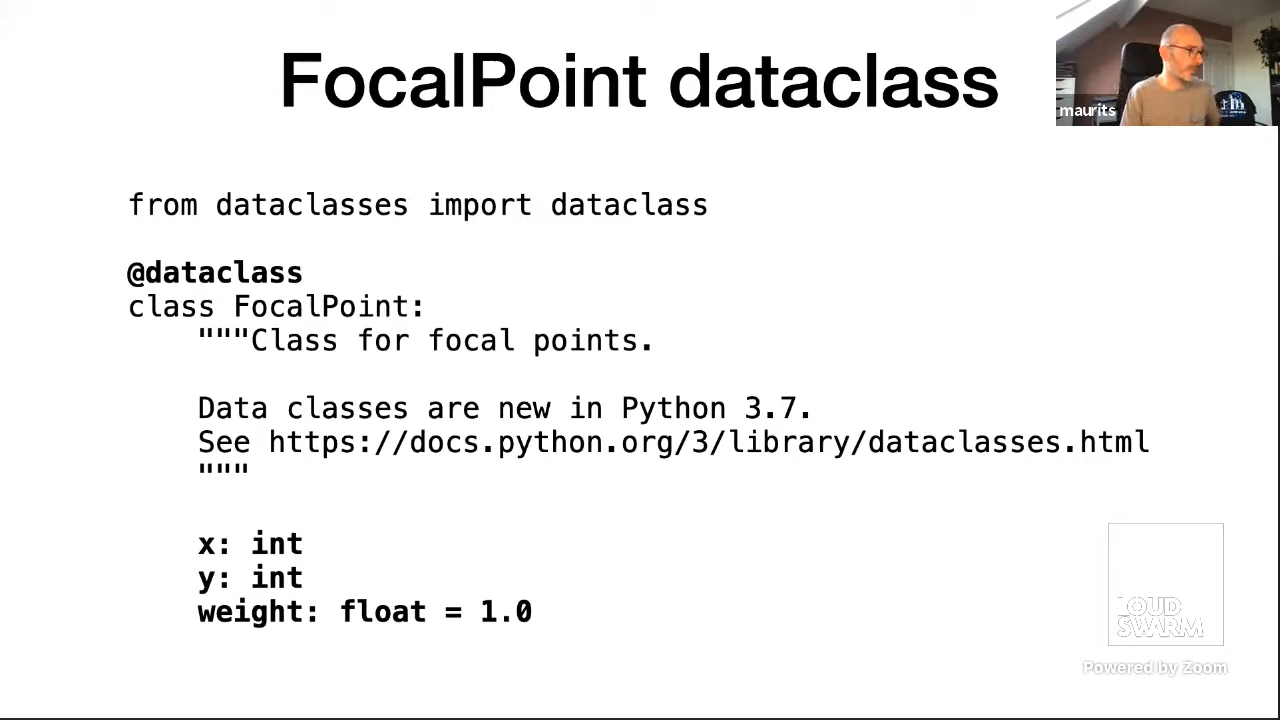 FocalPoint dataclass
maurits
from dataclasses import dataclass
@dataclass
class FocalPoint:
"""Class for focal points.
Data classes are new in Python 3.7.
See https://docs.python.org/3/library/dataclasses.html
"""
x: int
y: int
weight: float = 1.0
LOUD
SWARM
Powered by Zoom